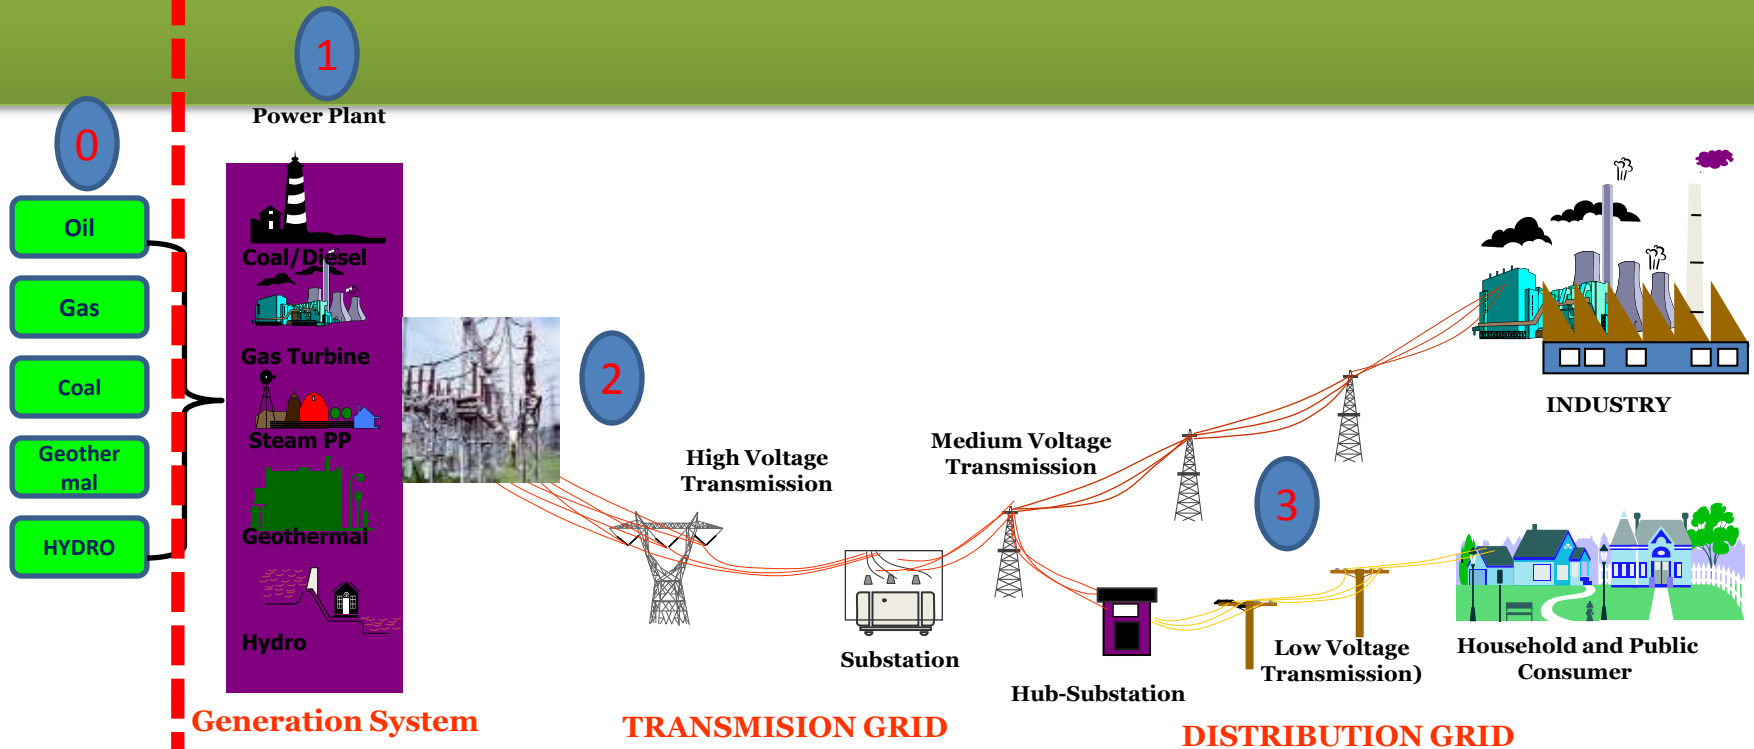 1
Power Plant
0
Oil
Gas
Coal
Geother
mal
HYDRO
Coal/Diesel
Gas Turbine
Steam PP
Geothermal
Hydro
Generation System
2
High Voltage
Transmission
Substation
TRANSMISION GRID
Medium Voltage
Transmission
Hub-Substation
3
Low Voltage
Transmission)
INDUSTRY
Household and Public
Consumer
DISTRIBUTION GRID